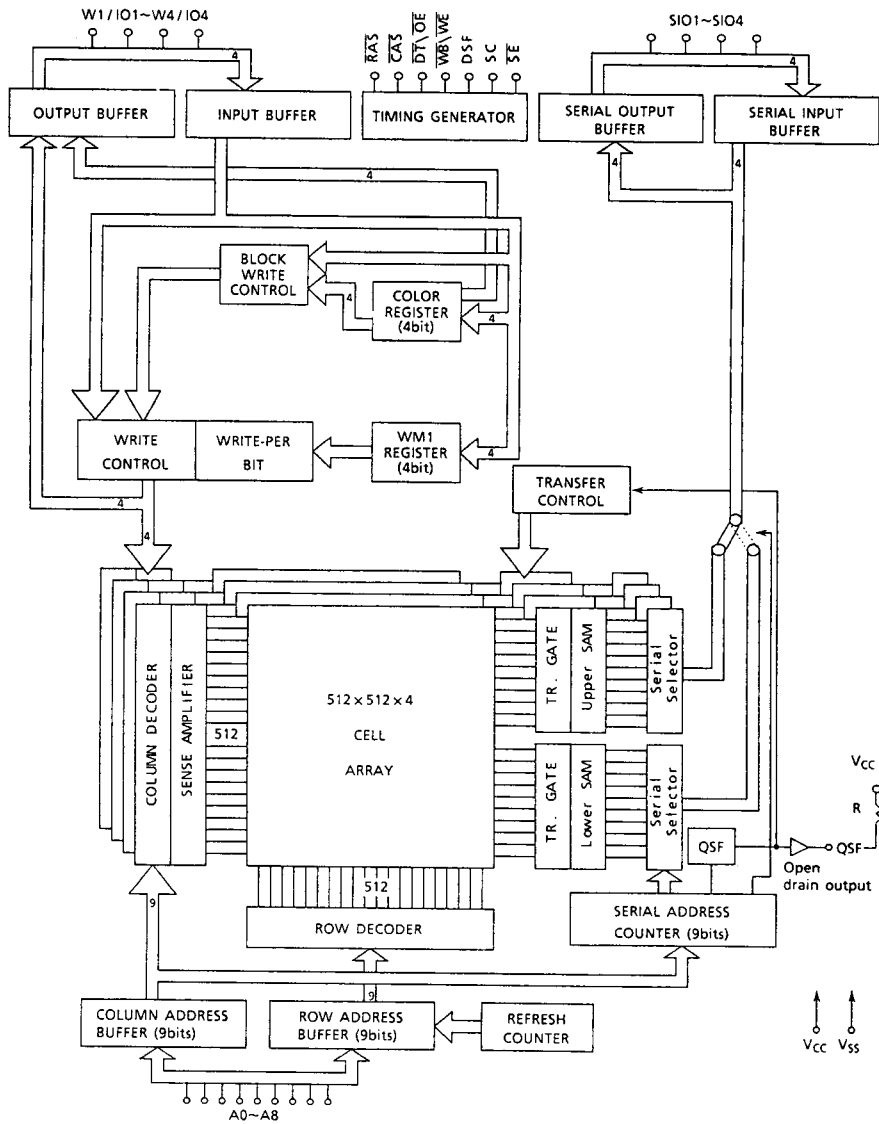 W1/IO1~W4/IO4
SIO1~SIO4
RAS
CAS
DT\OE
WB\WE
DSF
SC
SE
4
4
OUTPUT BUFFER
INPUT BUFFER
TIMING GENERATOR
SERIAL OUTPUT
BUFFER
SERIAL INPUT
BUFFER
4
4
4
BLOCK
WRITE
CONTROL
4
COLOR
REGISTER
(4bit)
4
WRITE
CONTROL
WRITE-PER
BIT
WM1
REGISTER
(4bit)
4
TRANSFER
CONTROL
4
4
COLUMN DECODER
SENSE AMPLIFIER
512
512×512×4
CELL
ARRAY
TR. GATE
Upper SAM
Serial
Selector
TR. GATE
Lower SAM
Serial
Selector
VCC
R
QSF
QSF
Open
drain output
9
512
ROW DECODER
SERIAL ADDRESS
COUNTER (9bits)
9
COLUMN ADDRESS
BUFFER (9bits)
ROW ADDRESS
BUFFER (9bits)
REFRESH
COUNTER
VCC
VSS
A0~A8